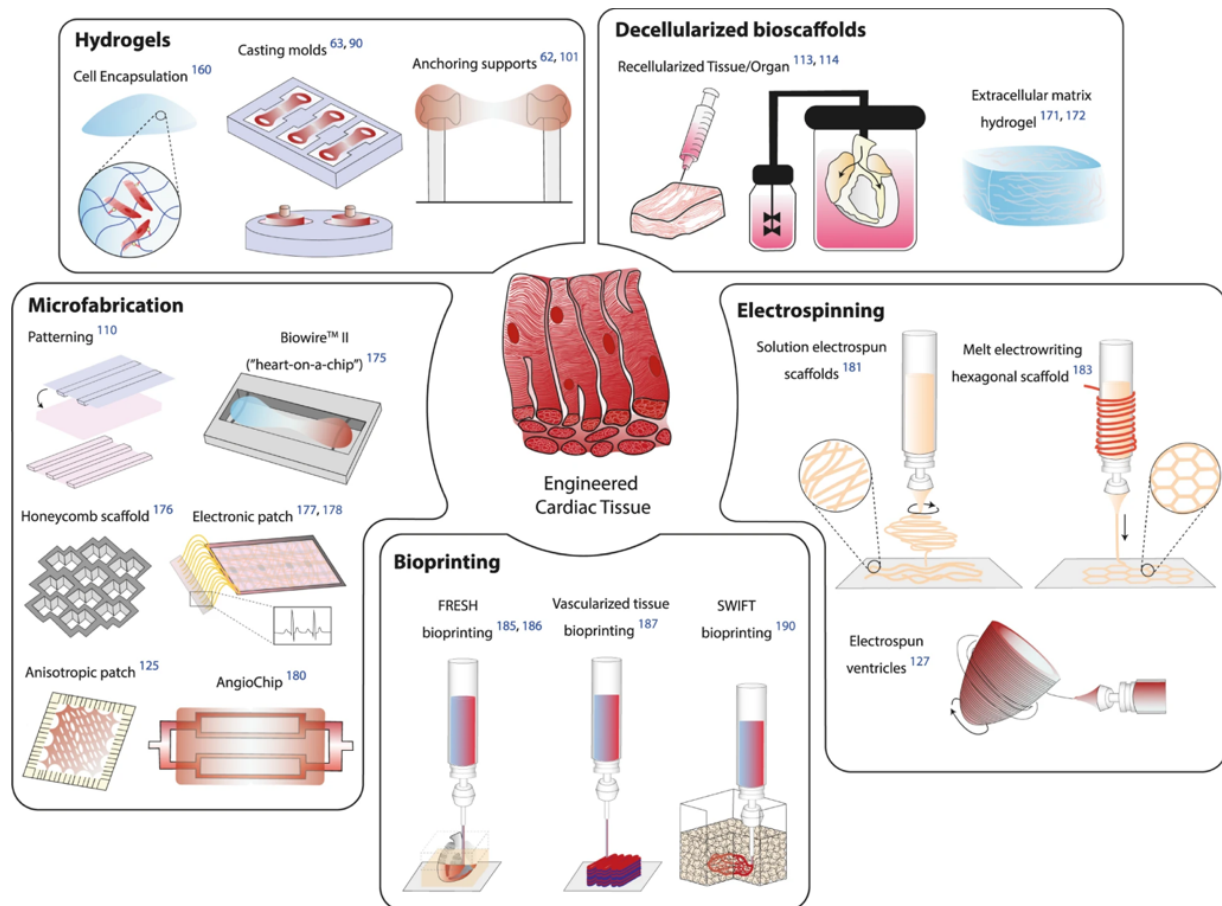 Hydrogels
Cell Encapsulation 160
Casting molds 63, 90
Anchoring supports 62, 101
Decellularized bioscaffolds
Recellularized Tissue/Organ 113, 114
Extracellular matrix
hydrogel 171, 172
Microfabrication
Patterning 110
Biowire™ II
("heart-on-a-chip") 175
Honeycomb scaffold 176
Electronic patch 177, 178
Anisotropic patch 125
AngioChip 180
Engineered
Cardiac Tissue
Electrospinning
Solution electrospun
scaffolds 181
Melt electrowriting
hexagonal scaffold 183
Electrospun
ventricles 127
Bioprinting
FRESH
bioprinting 185, 186
Vascularized tissue
bioprinting 187
SWIFT
bioprinting 190